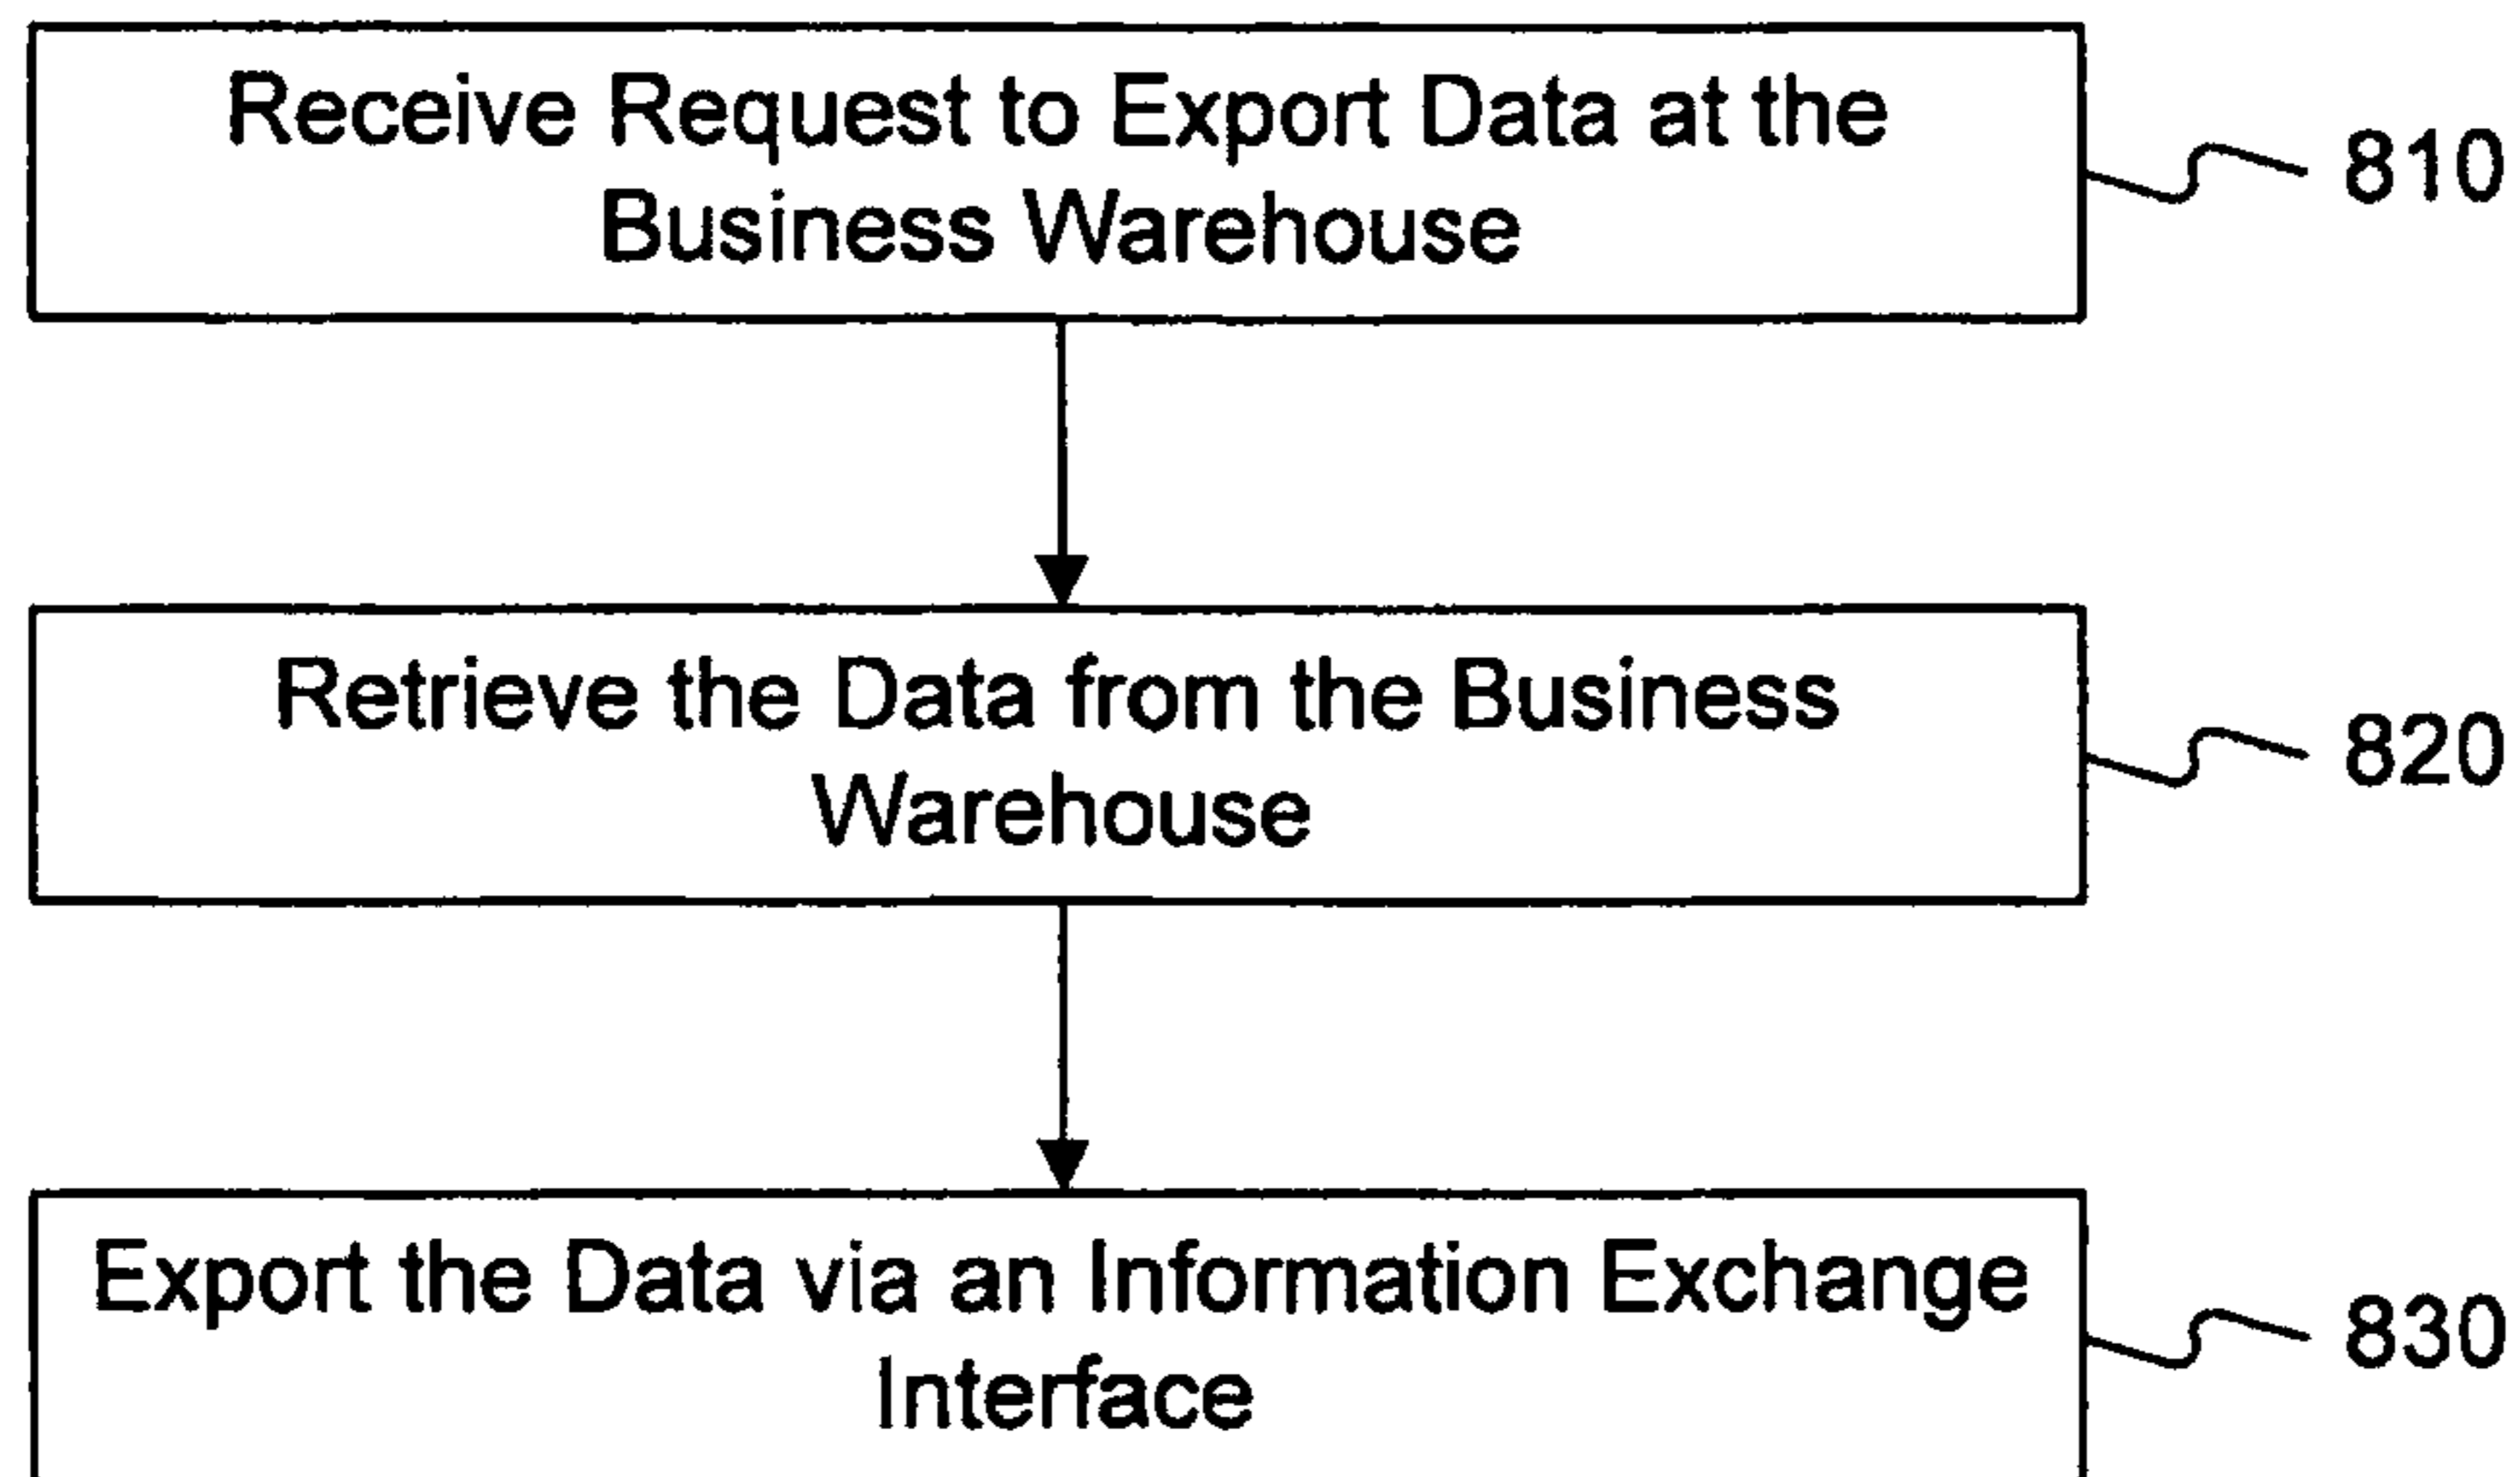 Receive Request to Export Data at the
Business Warehouse
810
Retrieve the Data from the Business
Warehouse
820
Export the Data via an Information Exchange
Interface
830